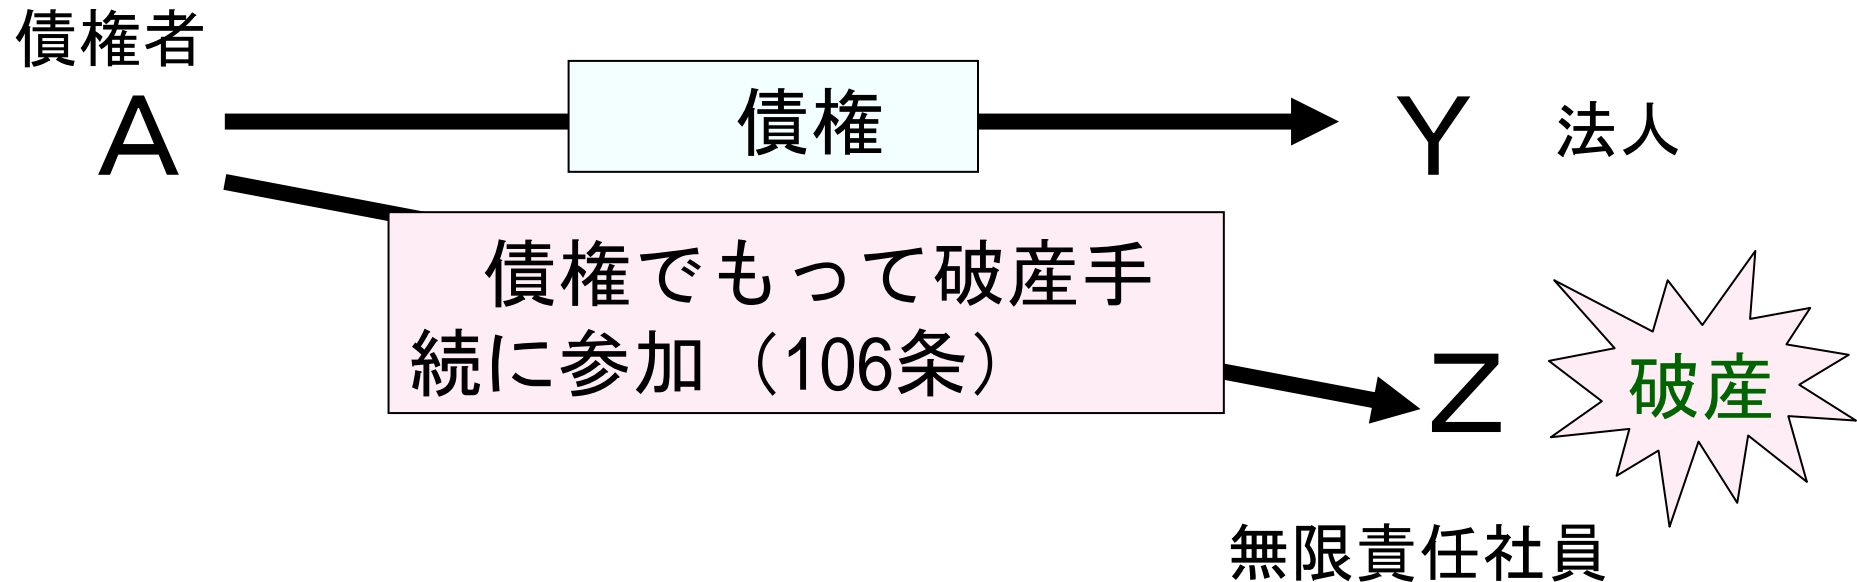 債権者
A
債権
Y
法人
債権でもって破産手
続に参加（106条）
Z
破産
無限責任社員